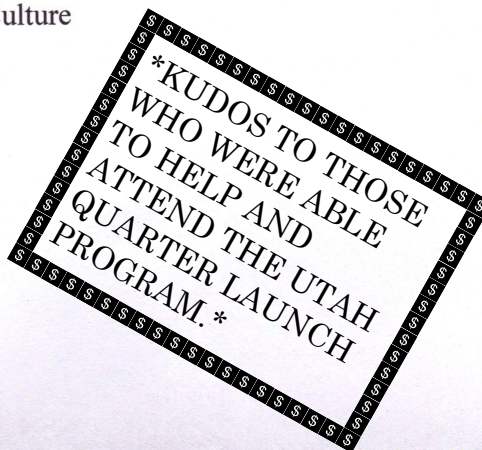 ulture
*KUDOS TO THOSE
WHO WERE ABLE
TO HELP AND
ATTEND THE UTAH
QUARTER LAUNCH
PROGRAM.*